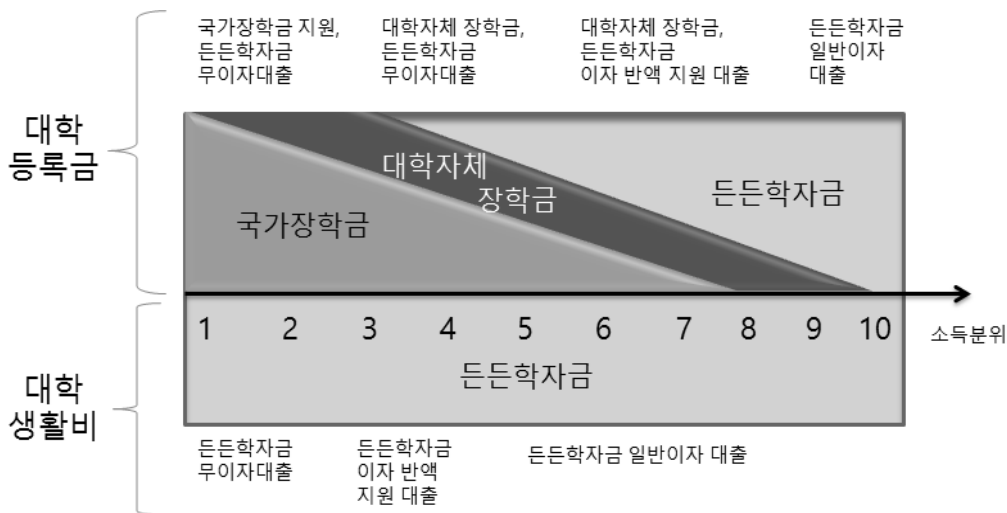 국가장학금 지원,
든든학자금
무이자대출
대학자체 장학금,
든든학자금
무이자대출
대학자체 장학금,
든든학자금
이자 반액 지원 대출
든든학자금
일반이자
대출
대학
등록금
대학자체
장학금
국가장학금
든든학자금
1 2 3 4 5 6 7 8 9 10
소득분위
든든학자금
대학
생활비
든든학자금
무이자대출
든든학자금
이자 반액
지원 대출
든든학자금 일반이자 대출